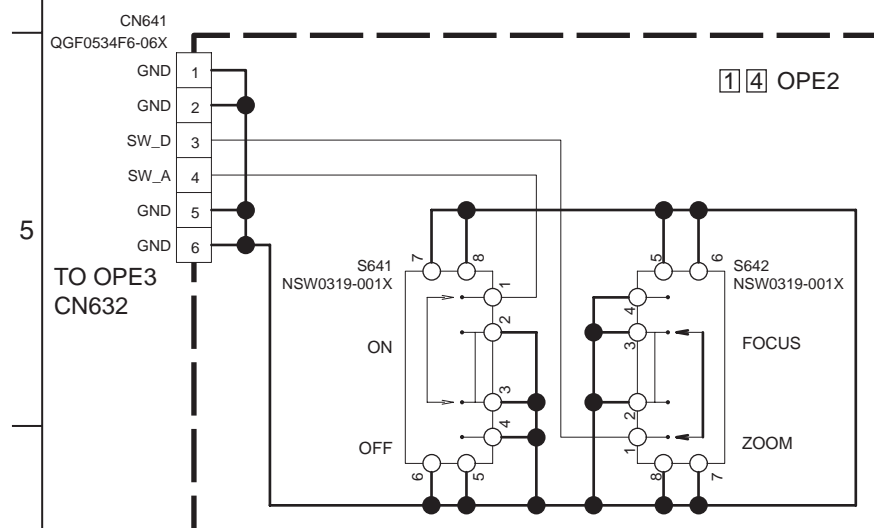 CN641
QGF0534F6-06X
GND 1
GND 2
SW_D 3
SW_A 4
GND 5
GND 6
TO OPE3
CN632
1 4 OPE2
5
S641
NSW0319-001X
7 8
1
2
3
4
6 5
ON
OFF
S642
NSW0319-001X
5 6
4
3
2
1
8 7
FOCUS
ZOOM